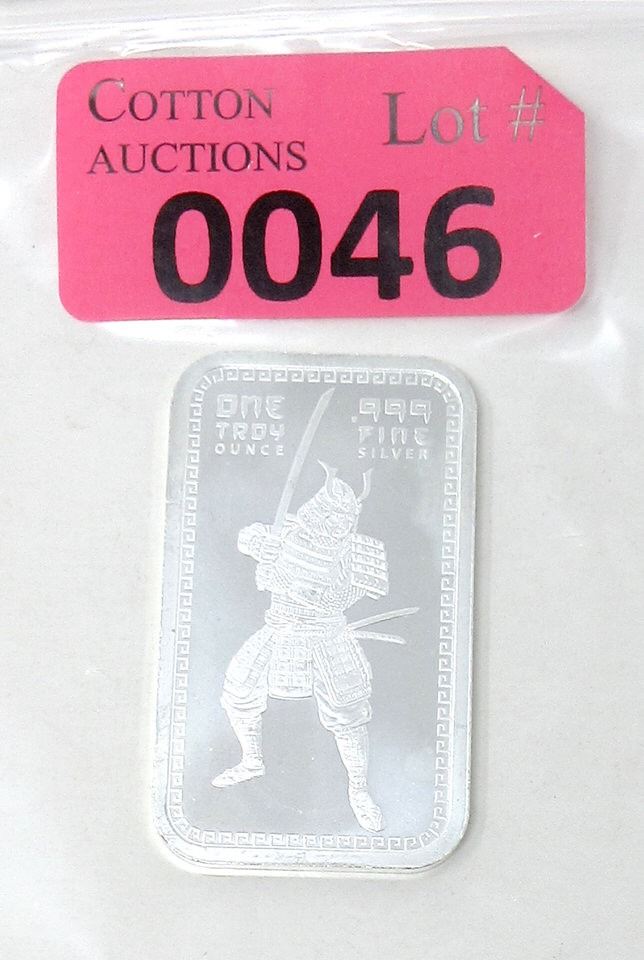 COTTON
AUCTIONS
Lot #
0046
ONE
TROY
OUNCE
.999
FINE
SILVER